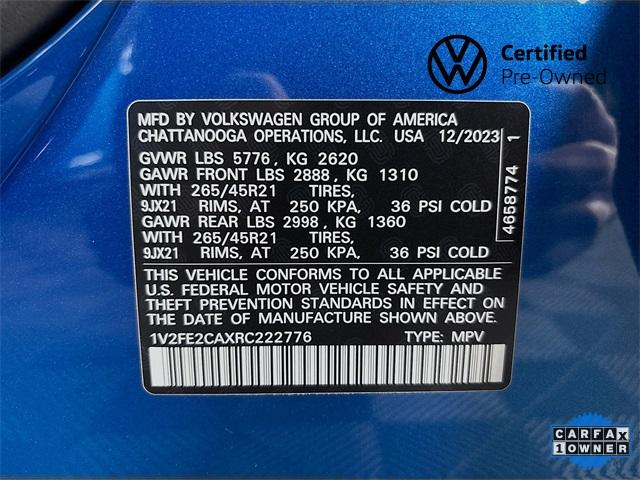 Certified
Pre-Owned
MFD BY VOLKSWAGEN GROUP OF AMERICA
CHATTANOOGA OPERATIONS, LLC. USA 12/2023
GVWR LBS 5776, KG 2620
GAWR FRONT LBS 2888, KG 1310
WITH 265/45R21 TIRES,
9JX21 RIMS, AT 250 KPA, 36 PSI COLD
GAWR REAR LBS 2998, KG 1360
WITH 265/45R21 TIRES,
9JX21 RIMS, AT 250 KPA, 36 PSI COLD
THIS VEHICLE CONFORMS TO ALL APPLICABLE
U.S. FEDERAL MOTOR VEHICLE SAFETY AND
THEFT PREVENTION STANDARDS IN EFFECT ON
THE DATE OF MANUFACTURE SHOWN ABOVE.
1V2FE2CAXRC222776 TYPE: MPV
4658774 1
CARFAX
1 OWNER